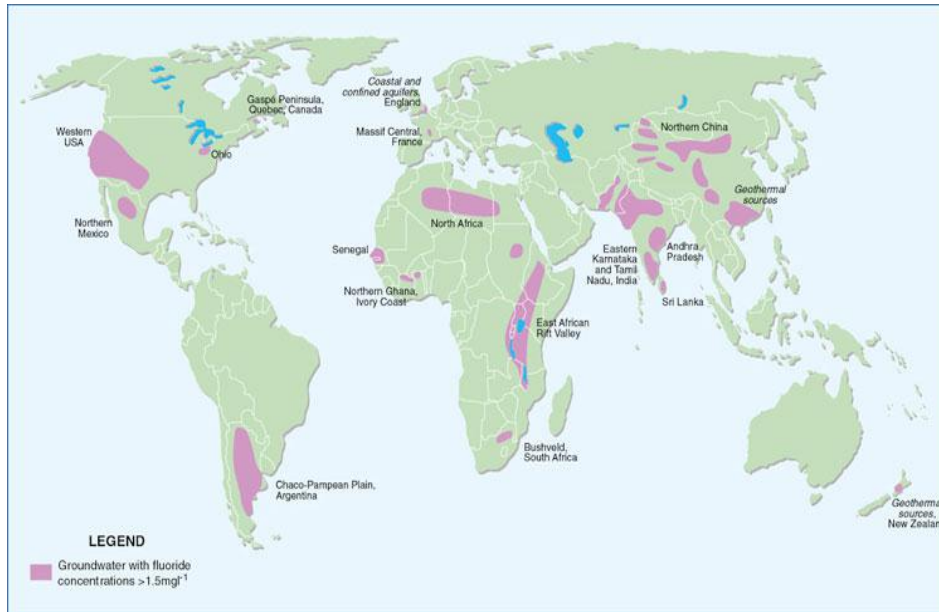 Coastal and
confined aquifers,
England
Gaspé Peninsula,
Quebec, Canada
Massif Central,
France
Northern China
Western
USA
Ohio
Geothermal
sources
Northern
Mexico
North Africa
Senegal
Eastern
Karnataka
and Tamil
Nadu, India
Andhra
Pradesh
Northern Ghana,
Ivory Coast
Sri Lanka
East African
Rift Valley
Bushveld,
South Africa
Chaco-Pampean Plain,
Argentina
Geothermal
sources,
New Zealan
LEGEND
Groundwater with fluoride
concentrations >1.5mgl-1